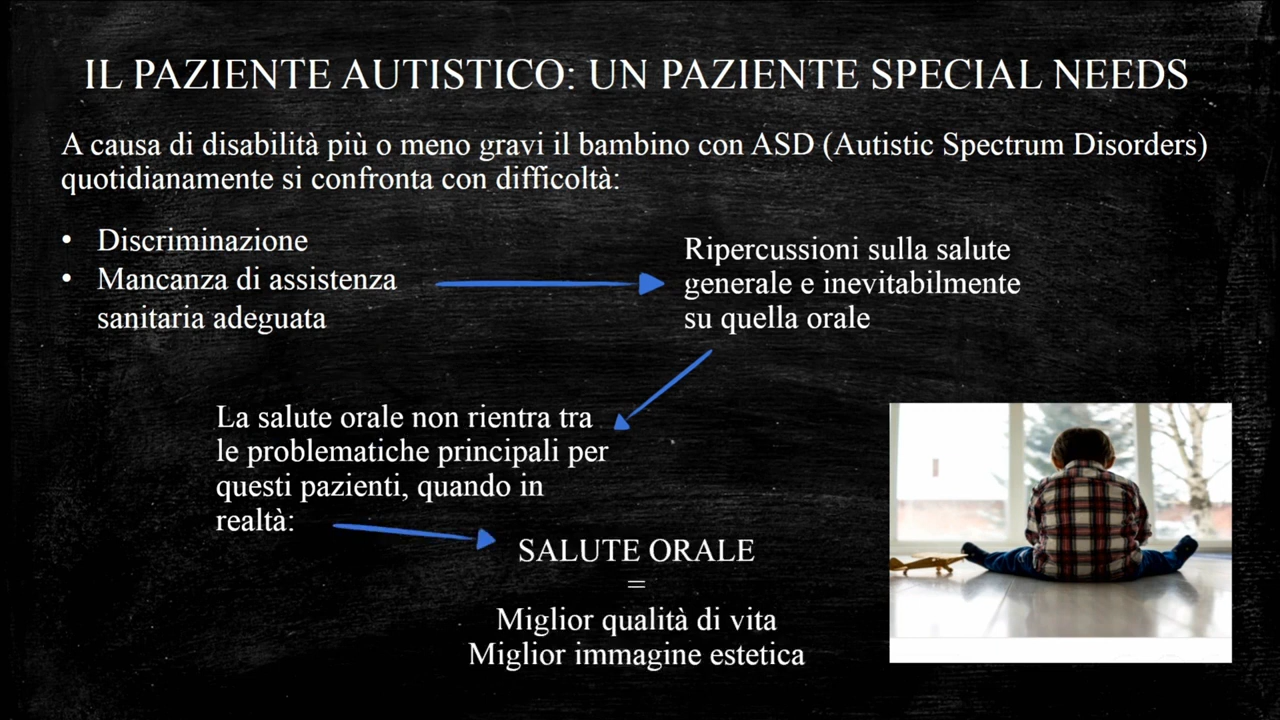 IL PAZIENTE AUTISTICO: UN PAZIENTE SPECIAL NEEDS
A causa di disabilità più o meno gravi il bambino con ASD (Autistic Spectrum Disorders)
quotidianamente si confronta con difficoltà:
• Discriminazione
• Mancanza di assistenza
sanitaria adeguata
Ripercussioni sulla salute
generale e inevitabilmente
su quella orale
La salute orale non rientra tra
le problematiche principali per
questi pazienti, quando in
realtà:
SALUTE ORALE
=
Miglior qualità di vita
Miglior immagine estetica